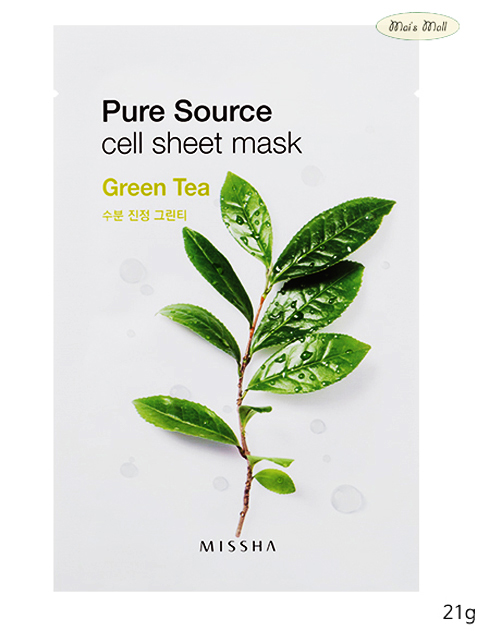 Mai's Mall
Pure Source
cell sheet mask
Green Tea
수분 진정 그린티
MISSHA
21g